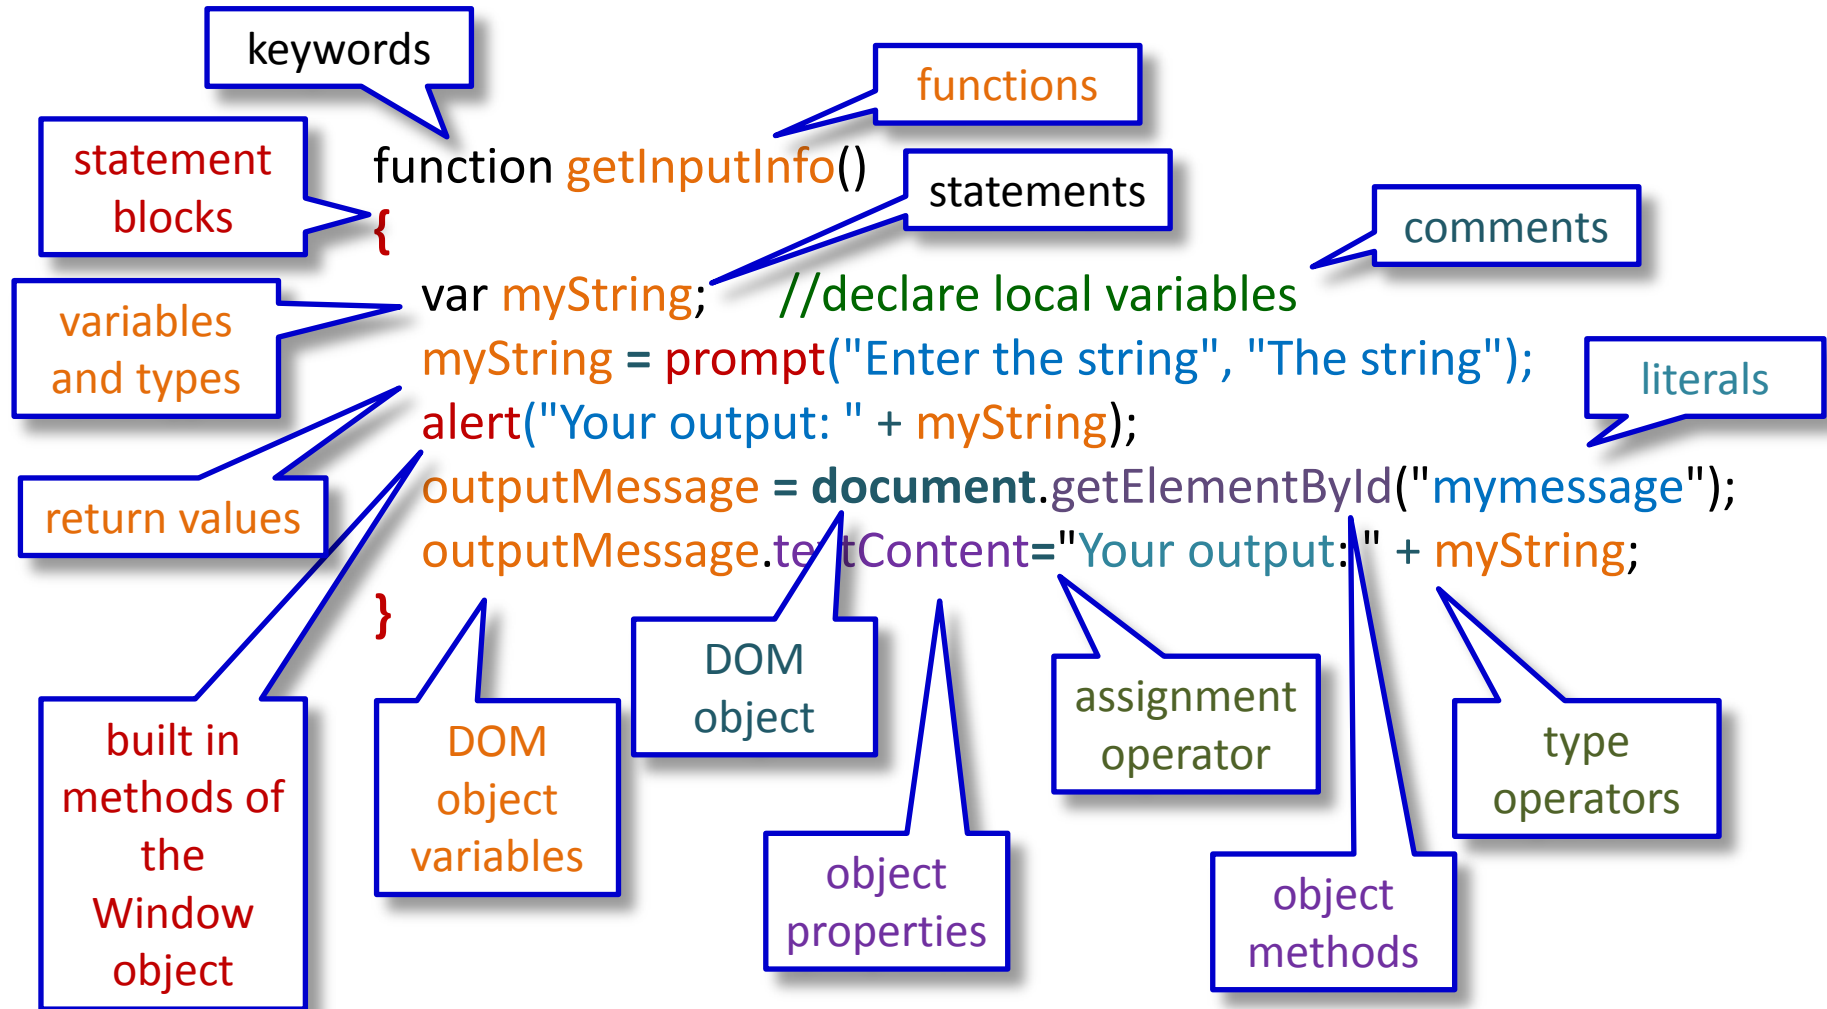 keywords
functions
statement
blocks
function getInputInfo()
statements
{
comments
variables
and types
var myString; //declare local variables
myString = prompt("Enter the string", "The string");
literals
alert("Your output: " + myString);
return values
outputMessage = document.getElementById("mymessage");
outputMessage.textContent="Your output: " + myString;
}
built in
methods of
the
Window
object
DOM
object
variables
DOM
object
object
properties
assignment
operator
object
methods
type
operators